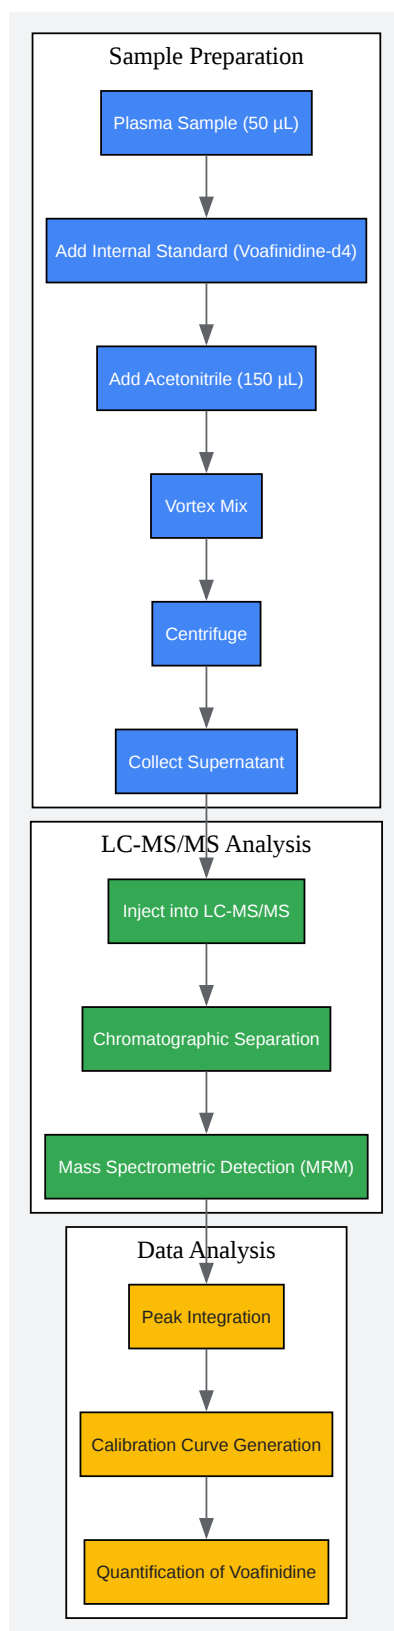 Sample Preparation
Plasma Sample (50 µL)
Add Internal Standard (Voafinidine-d4)
Add Acetonitrile (150 µL)
Vortex Mix
Centrifuge
Collect Supernatant
LC-MS/MS Analysis
Inject into LC-MS/MS
Chromatographic Separation
Mass Spectrometric Detection (MRM)
Data Analysis
Peak Integration
Calibration Curve Generation
Quantification of Voafinidine